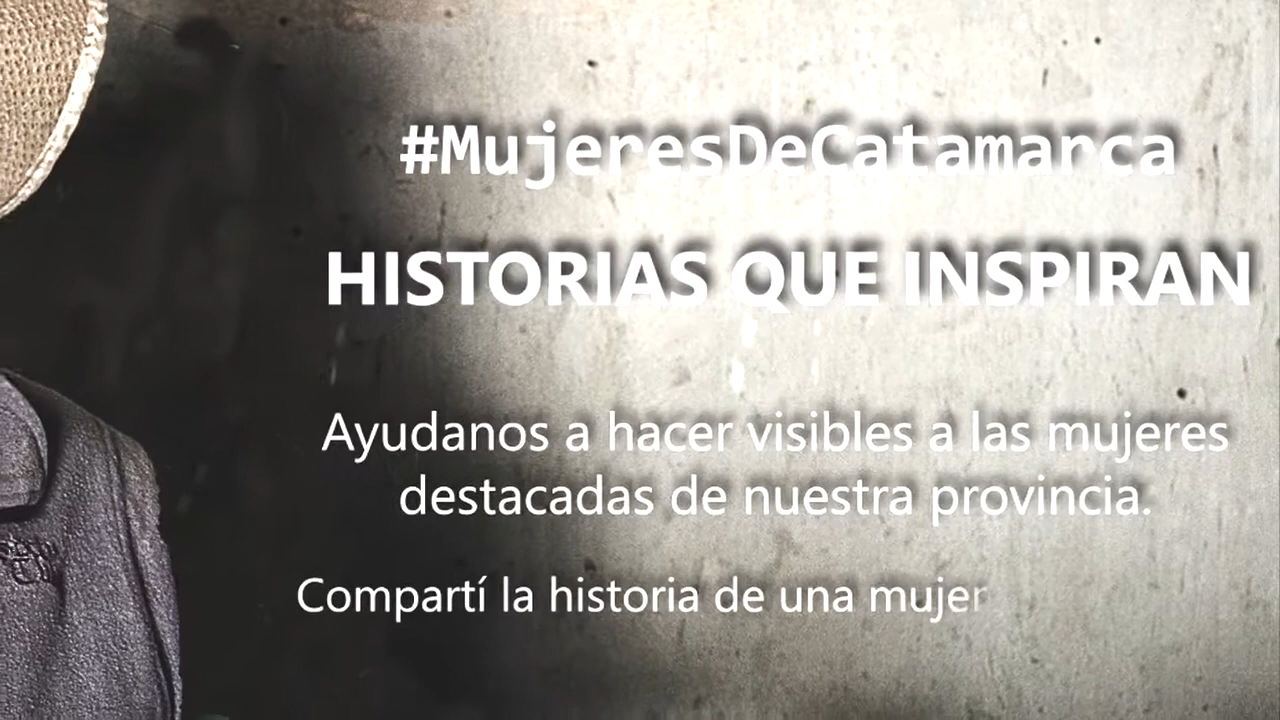 #MujeresDeCatamarca
HISTORIAS QUE INSPIRAN
Ayudanos a hacer visibles a las mujeres
destacadas de nuestra provincia.
Compartí la historia de una mujer